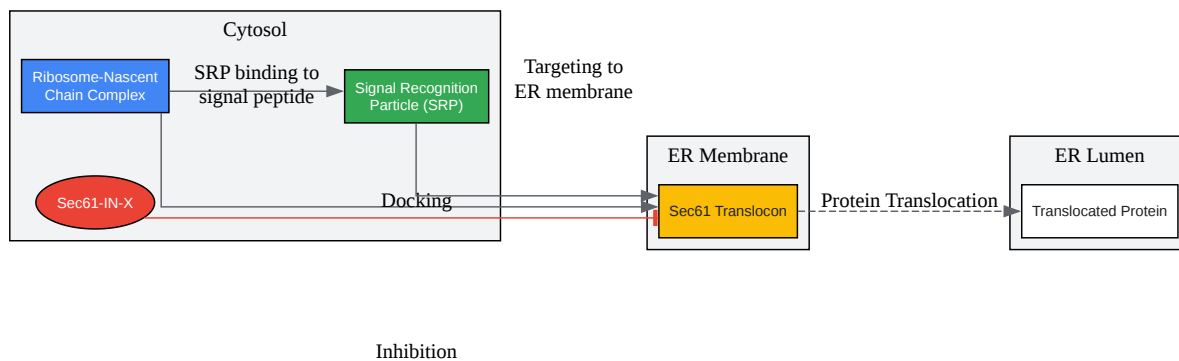 Cytosol
Ribosome-Nascent
Chain Complex
SRP binding to
signal peptide
Signal Recognition
Particle (SRP)
Targeting to
ER membrane
Sec61-IN-X
Docking
ER Membrane
Sec61 Translocon
Protein Translocation
ER Lumen
Translocated Protein
Inhibition